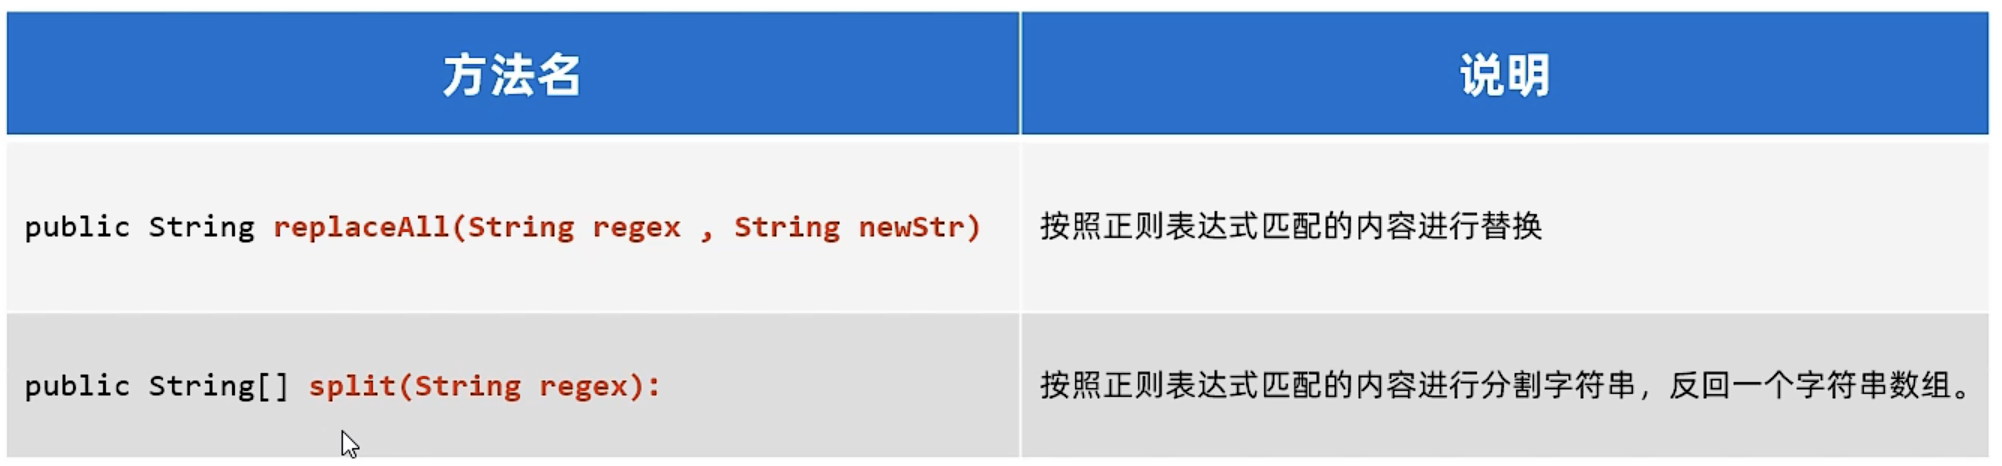 方法名
说明
public String replaceAll(String regex , String newStr)
按照正则表达式匹配的内容进行替换
public String[] split(String regex):
按照正则表达式匹配的内容进行分割字符串，反回一个字符串数组。